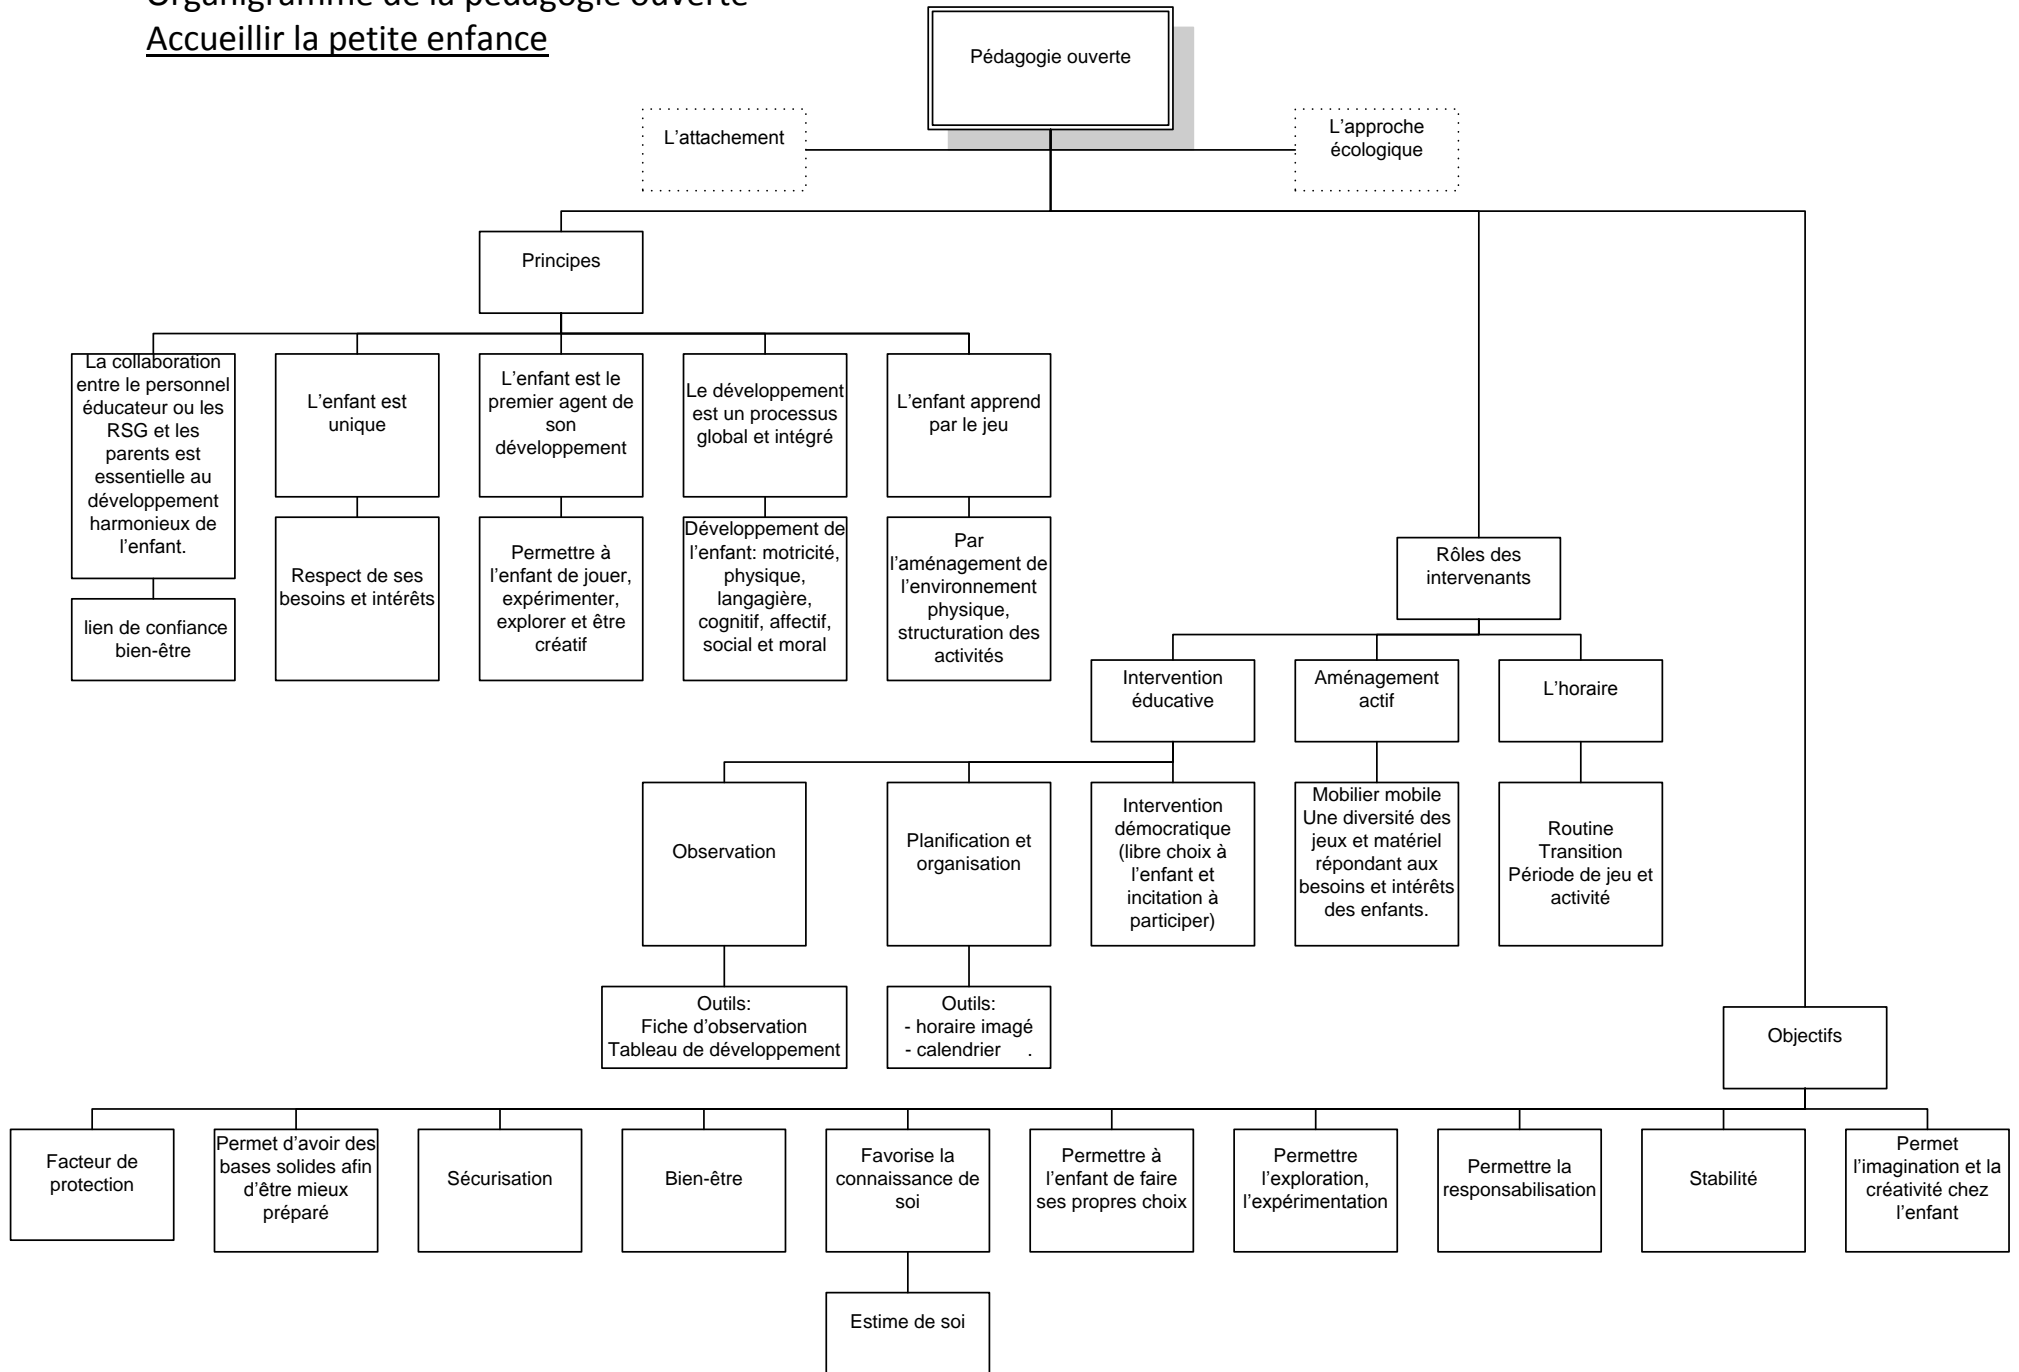 Organigramme de la pédagogie ouverte
Accueillir la petite enfance
Pédagogie ouverte
L'attachement
L'approche
écologique
Principes
La collaboration
entre le personnel
éducateur ou les
RSG et les
parents est
essentielle au
développement
harmonieux de
l'enfant.
L'enfant est
unique
L'enfant est le
premier agent de
son
développement
Le développement
est un processus
global et intégré
L'enfant apprend
par le jeu
lien de confiance
bien-être
Respect de ses
besoins et intérêts
Permettre à
l'enfant de jouer,
expérimenter,
explorer et être
créatif
Développement de
l'enfant: motricité,
physique,
langagière,
cognitif, affectif,
social et moral
Par
l'aménagement de
l'environnement
physique,
structuration des
activités
Rôles des
intervenants
Intervention
éducative
Aménagement
actif
L'horaire
Observation
Planification et
organisation
Intervention
démocratique
(libre choix à
l'enfant et
incitation à
participer)
Mobilier mobile
Une diversité des
jeux et matériel
répondant aux
besoins et intérêts
des enfants.
Routine
Transition
Période de jeu et
activité
Outils:
Fiche d'observation
Tableau de développement
Outils:
- horaire imagé
- calendrier .
Objectifs
Facteur de
protection
Permet d'avoir des
bases solides afin
d'être mieux
préparé
Sécurisation
Bien-être
Favorise la
connaissance de
soi
Permettre à
l'enfant de faire
ses propres choix
Permettre
l'exploration,
l'expérimentation
Permettre la
responsabilisation
Stabilité
Permet
l'imagination et la
créativité chez
l'enfant
Estime de soi